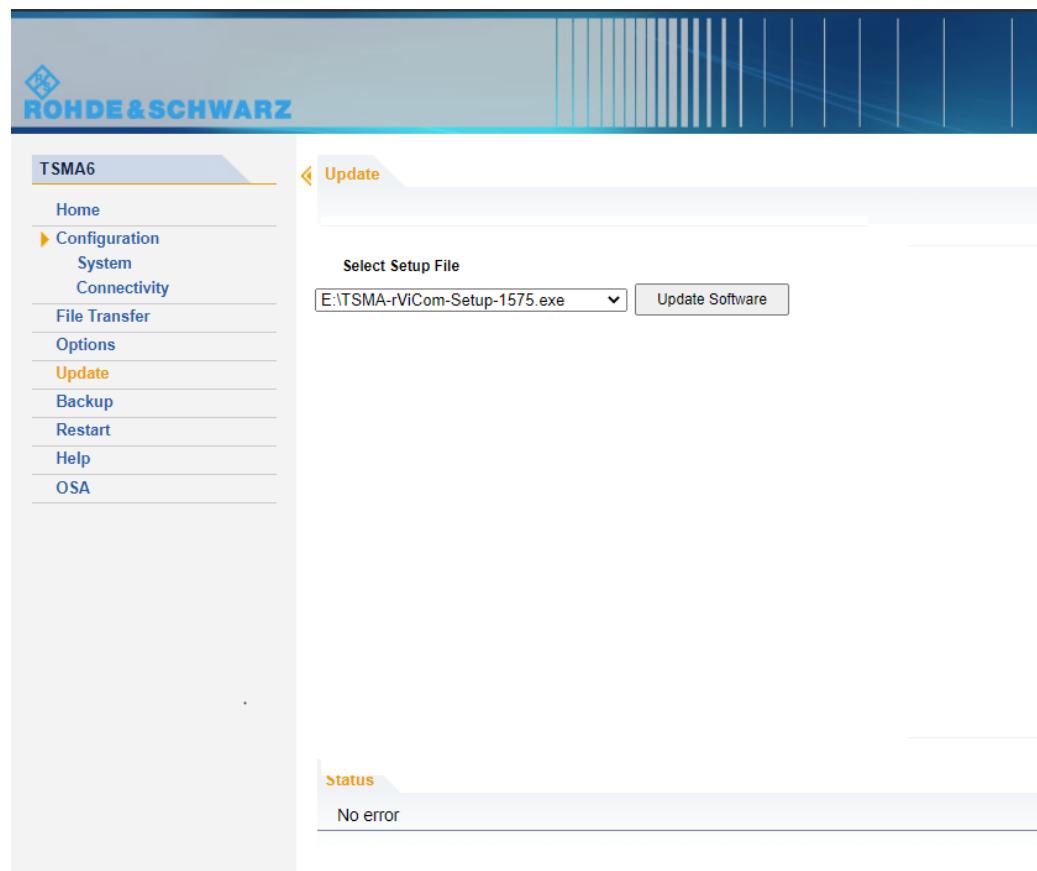 ROHDE&SCHWARZ
TSMA6
Home
Configuration
System
Connectivity
File Transfer
Options
Update
Backup
Restart
Help
OSA
Update
Select Setup File
E:\TSMA-rViCom-Setup-1575.exe Update Software
Status
No error